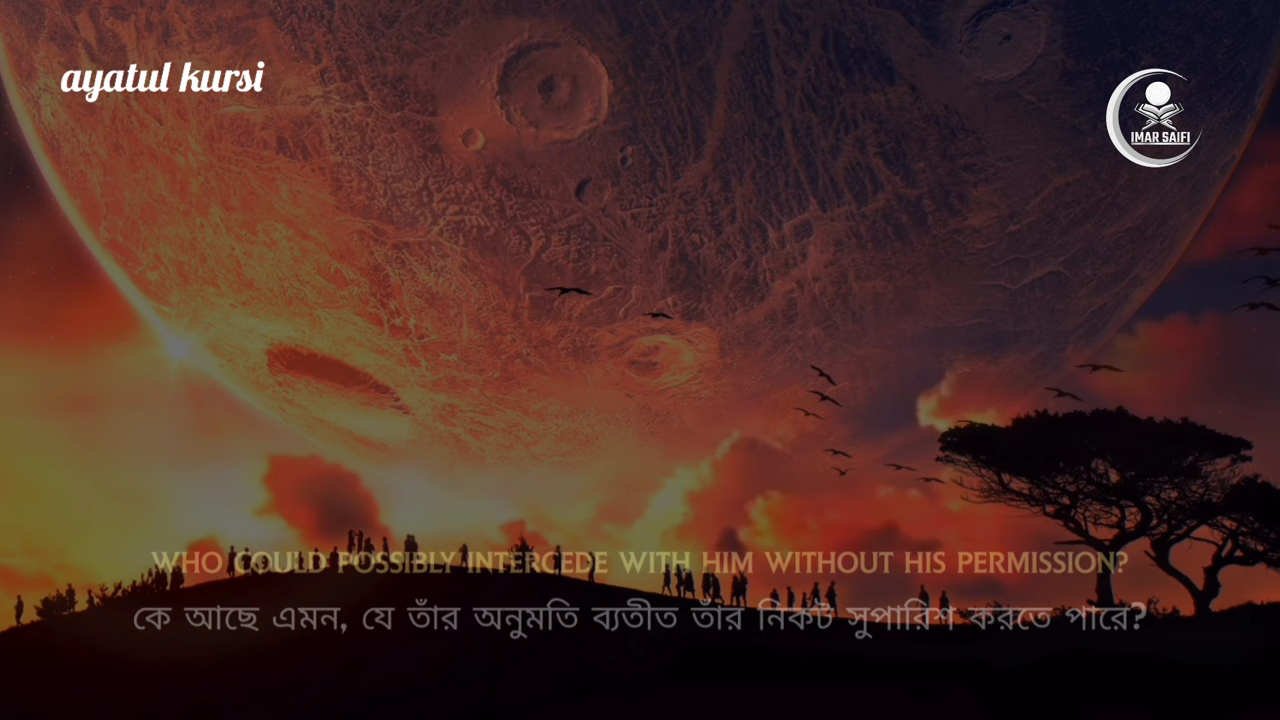 ayatul kursi
IMAR SAIFI
WHO COULD POSSIBLY INTERCEDE WITH HIM WITHOUT HIS PERMISSION?
কে আছে এমন, যে তাঁর অনুমতি ব্যতীত তাঁর নিকট সুপারিশ করতে পারে?